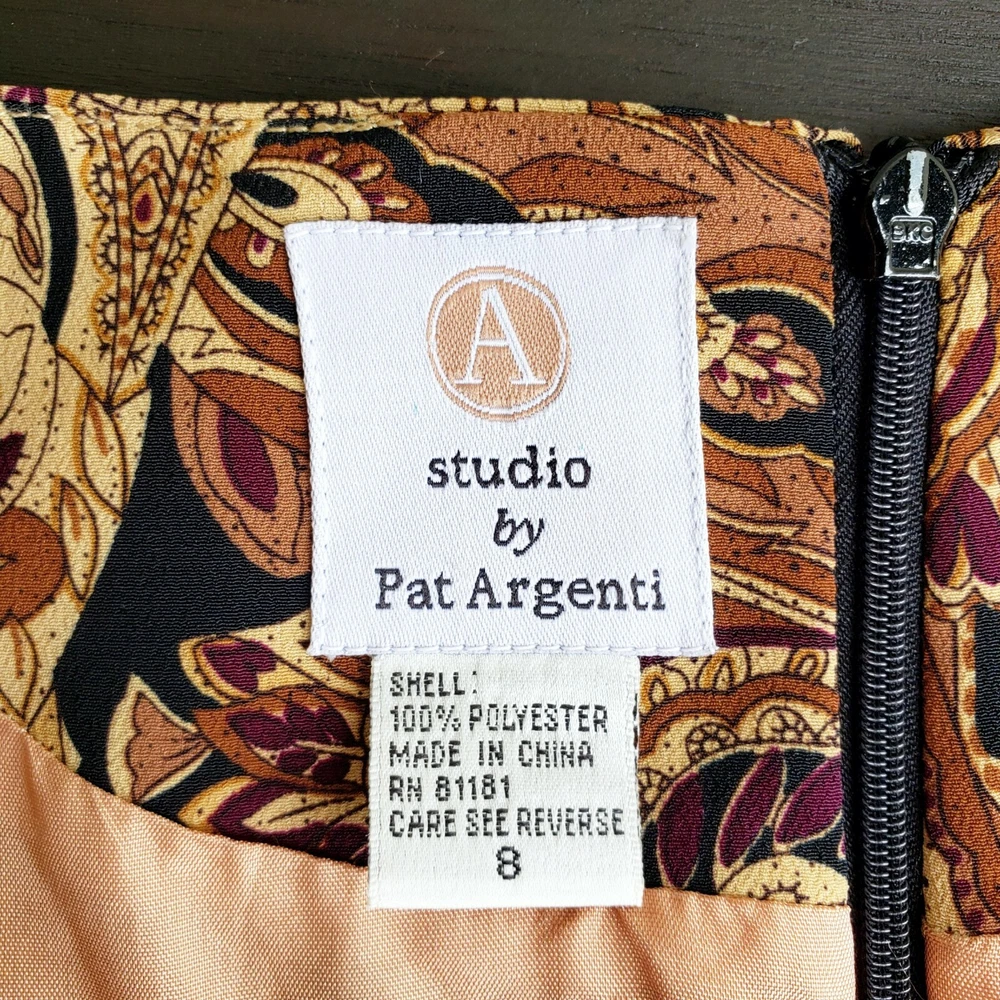 A
studio
by
Pat Argenti
SHELL:
100% POLYESTER
MADE IN CHINA
RN 81181
CARE SEE REVERSE
8